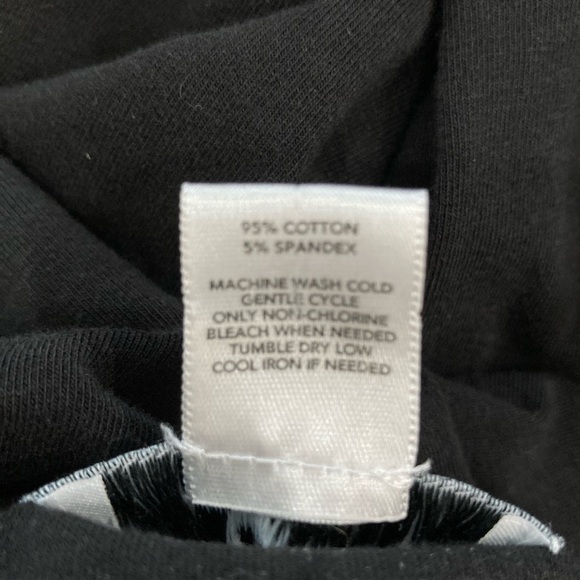 95% COTTON
5% SPANDEX
MACHINE WASH COLD
GENTLE CYCLE
ONLY NON-CHLORINE
BLEACH WHEN NEEDED
TUMBLE DRY LOW
COOL IRON IF NEEDED